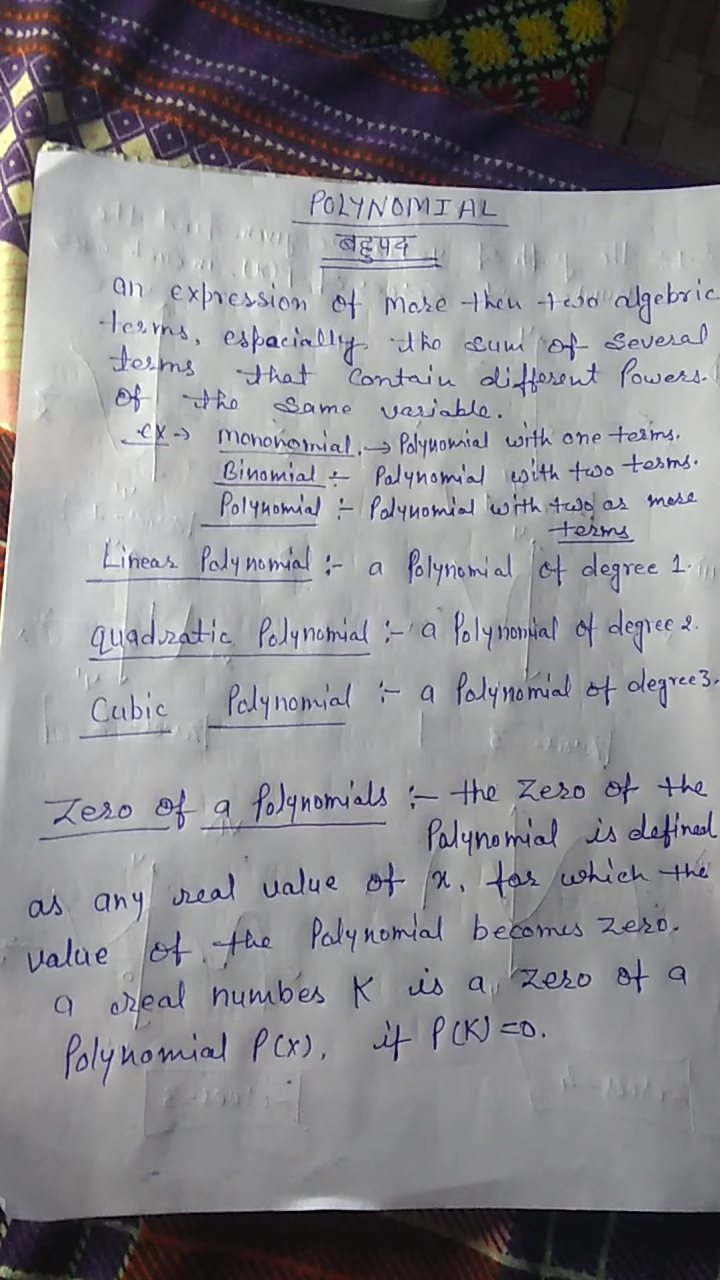 POLYNOMIAL
बहुपद
an expression of more then two algebric
terms, espacially the sum of several
terms that contain different Powers.
of the same variable.
ex → monohomial. → Polynomial with one terms.
Binomial :- Polynomial with two terms.
Polynomial :- Polynomial with two or more
terms
Linear Polynomial :- a Polynomial of degree 1.
quadratic Polynomial :- a Polynomial of degree 2.
Cubic Polynomial :- a Polynomial of degree 3.
Zero of a Polynomials :- the zero of the
Polynomial is defined
as any real value of x, for which the
value of the Polynomial becomes zero.
a real number K is a zero of a
Polynomial P(x), if P(K)=0.